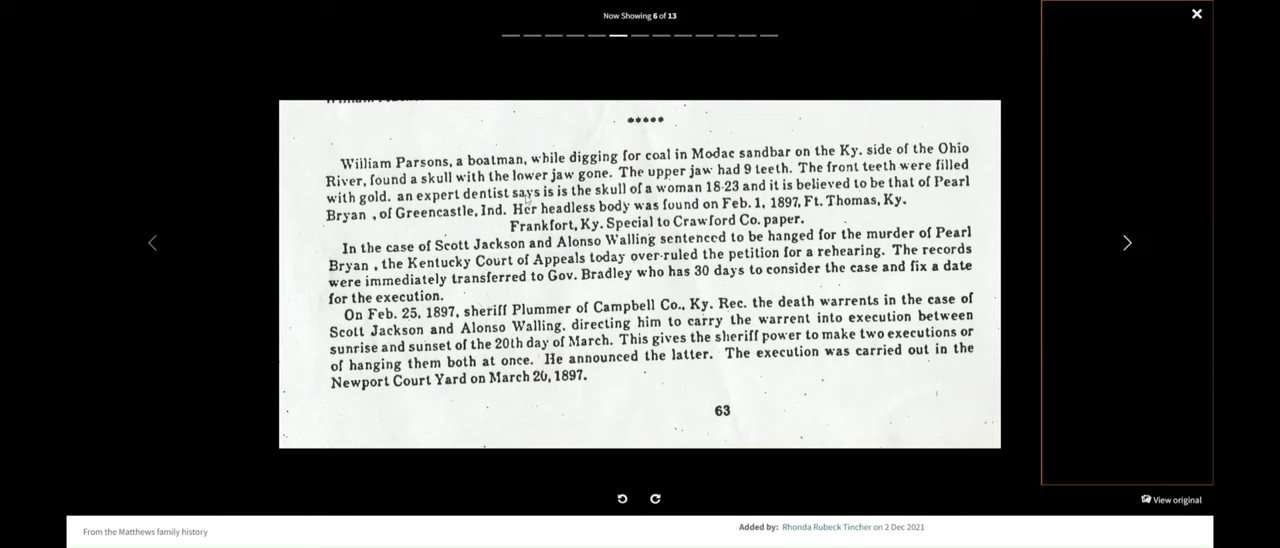 Now Showing 6 of 13
William Parsons, a boatman, while digging for coal in Modac sandbar on the Ky. side of the Ohio
River, found a skull with the lower jaw gone. The upper jaw had 9 teeth. The front teeth were filled
with gold. an expert dentist says is is the skull of a woman 18-23 and it is believed to be that of Pearl
Bryan , of Greencastle, Ind. Her headless body was found on Feb. 1, 1897, Ft. Thomas, Ky.
Frankfort, Ky. Special to Crawford Co. paper.
In the case of Scott Jackson and Alonso Walling sentenced to be hanged for the murder of Pearl
Bryan , the Kentucky Court of Appeals today over-ruled the petition for a rehearing. The records
were immediately transferred to Gov. Bradley who has 30 days to consider the case and fix a date
for the execution.
On Feb. 25, 1897, sheriff Plummer of Campbell Co., Ky. Rec. the death warrents in the case of
Scott Jackson and Alonso Walling, directing him to carry the warrent into execution between
sunrise and sunset of the 20th day of March. This gives the sheriff power to make two executions or
of hanging them both at once. He announced the latter. The execution was carried out in the
Newport Court Yard on March 20, 1897.
63
View original
From the Matthews family history
Added by: Rhonda Rubeck Tincher on 2 Dec 2021